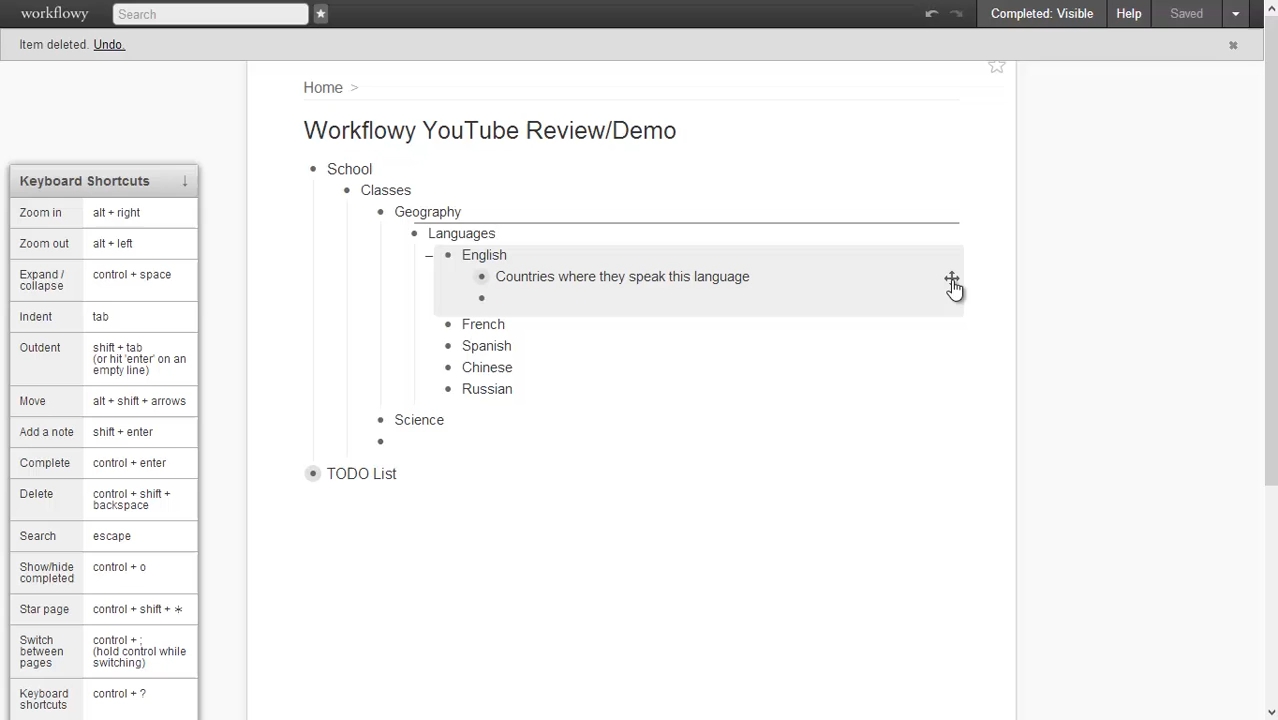 workflowy
Search
Completed: Visible
Help
Saved
Item deleted. Undo.
Home >
Workflowy YouTube Review/Demo
School
Classes
Geography
Languages
English
Countries where they speak this language
French
Spanish
Chinese
Russian
Science
TODO List
Keyboard Shortcuts ↓
Zoom in alt + right
Zoom out alt + left
Expand / control + space
collapse
Indent tab
Outdent shift + tab
(or hit 'enter' on an
empty line)
Move alt + shift + arrows
Add a note shift + enter
Complete control + enter
Delete control + shift +
backspace
Search escape
Show/hide control + o
completed
Star page control + shift + *
Switch control + ;
between (hold control while
pages switching)
Keyboard control + ?
shortcuts